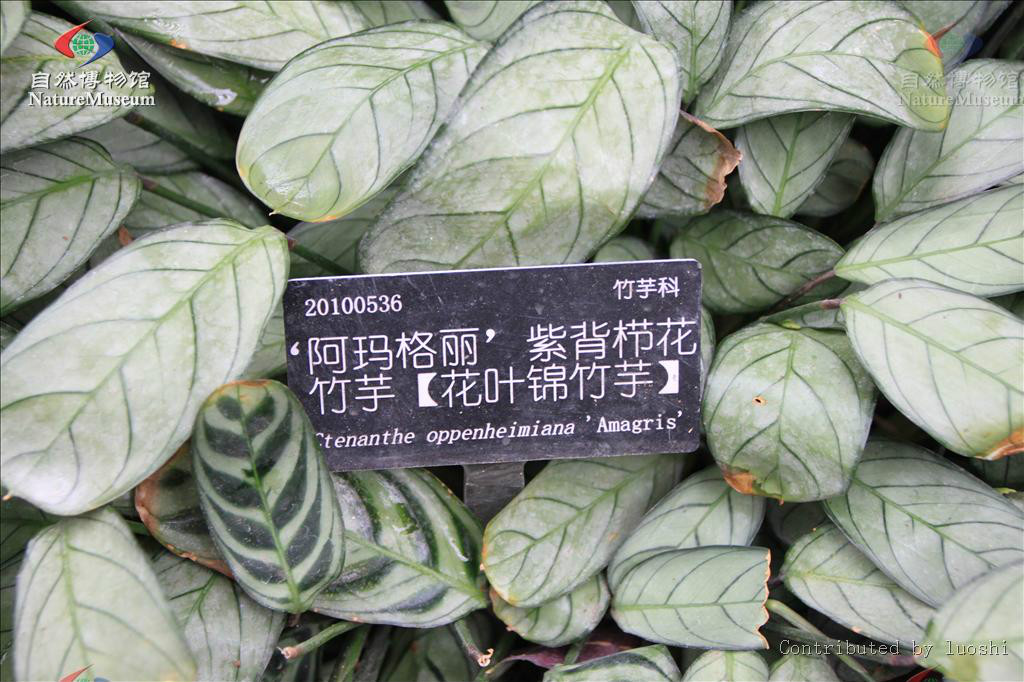 自然博物馆
NatureMuseum
自然博物馆
NatureMuseum
20100536
竹芋科
‘阿玛格丽’ 紫背栉花
竹芋【花叶锦竹芋】
Ctenanthe oppenheimiana 'Amagris'
Contributed by luoshi